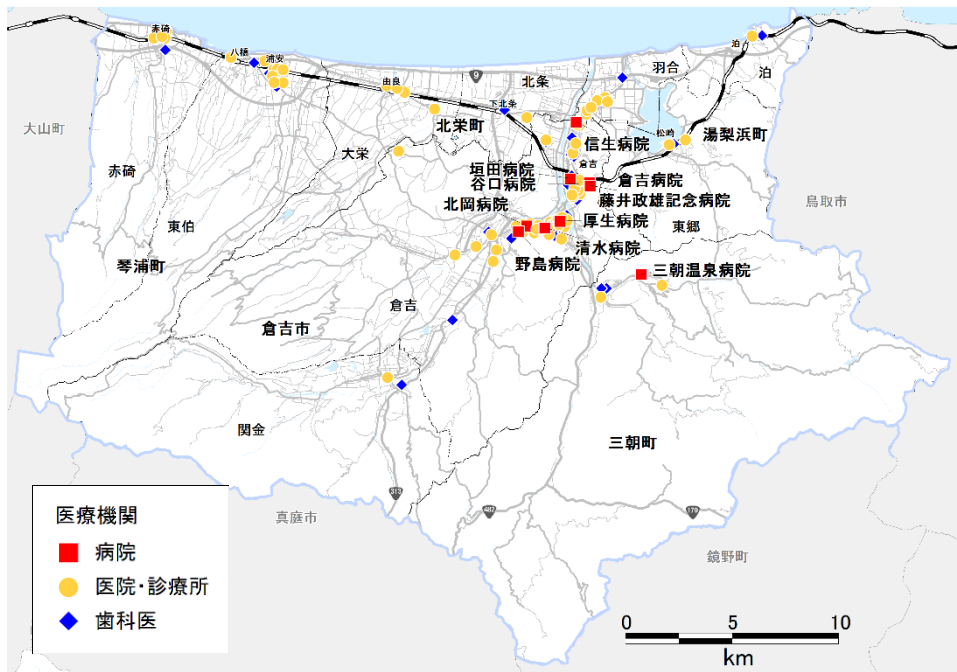 赤碕
八橋
浦安
由良
下北条
倉吉
松崎
泊
9
北条
羽合
泊
大山町
北栄町
湯梨浜町
信生病院
大栄
赤碕
垣田病院
谷口病院
倉吉病院
藤井政雄記念病院
北岡病院
鳥取市
厚生病院
東郷
東伯
清水病院
琴浦町
野島病院
三朝温泉病院
倉吉
倉吉市
関金
三朝町
313
482
179
真庭市
鏡野町
医療機関
病院
医院・診療所
歯科医
0 5 10
km